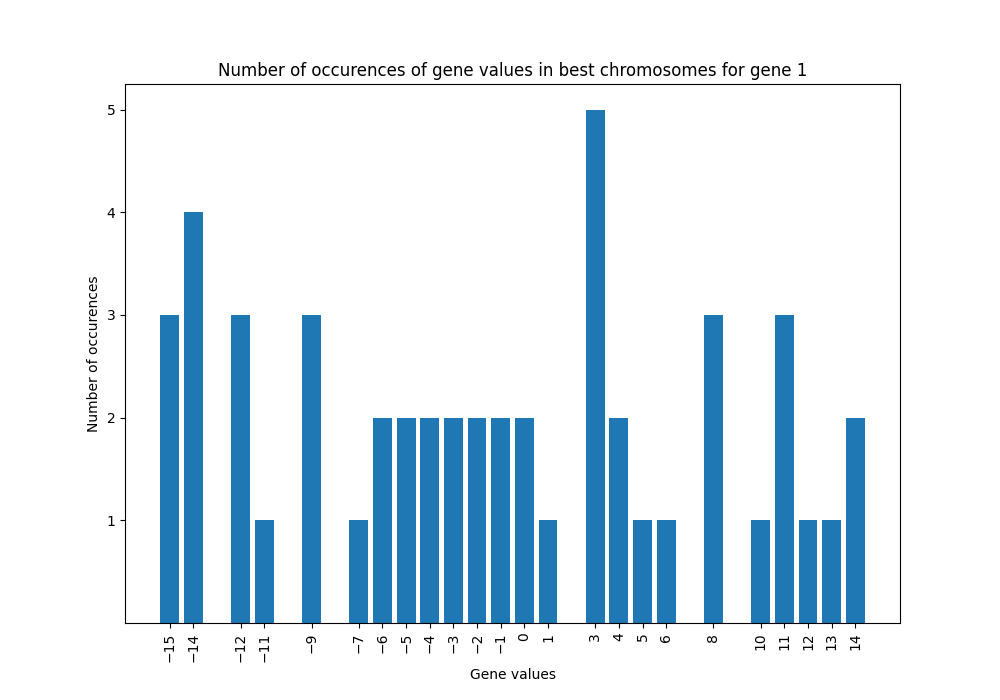 Number of occurences of gene values in best chromosomes for gene 1
Number of occurences
5
4
3
2
1
−15 −14 −12 −11 −9 −7 −6 −5 −4 −3 −2 −1 0 1 3 4 5 6 8 10 11 12 13 14
Gene values